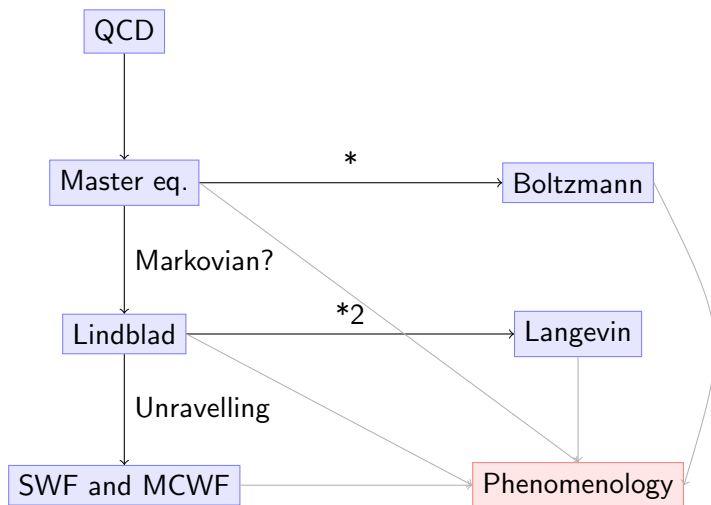 QCD
*
Master eq.
Boltzmann
Markovian?
*2
Lindblad
Langevin
Unravelling
SWF and MCWF
Phenomenology